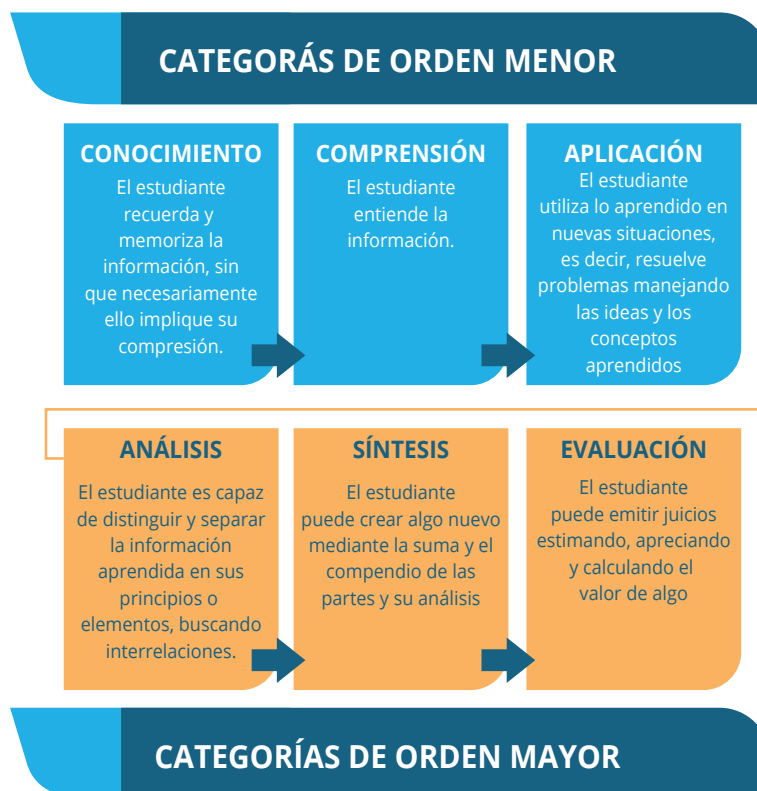 CATEGORÁS DE ORDEN MENOR
CONOCIMIENTO
El estudiante
recuerda y
memoriza la
información, sin
que necesariamente
ello implique su
compresión.
COMPRENSIÓN
El estudiante
entiende la
información.
APLICACIÓN
El estudiante
utiliza lo aprendido en
nuevas situaciones,
es decir, resuelve
problemas manejando
las ideas y los
conceptos
aprendidos
ANÁLISIS
El estudiante es capaz
de distinguir y separar
la información
aprendida en sus
principios o
elementos, buscando
interrelaciones.
SÍNTESIS
El estudiante
puede crear algo nuevo
mediante la suma y el
compendio de las
partes y su análisis
EVALUACIÓN
El estudiante
puede emitir juicios
estimando, apreciando
y calculando el
valor de algo
CATEGORÍAS DE ORDEN MAYOR